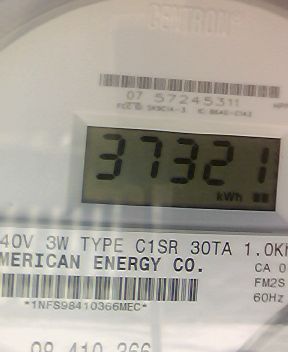 CENTRON®
07 57245311
37321
kWh
40V 3W TYPE C1SR 30TA 1.0K
MERICAN ENERGY CO.
CA 0
FM2S
60Hz
*1NFS98410366MEC*
98 410 366